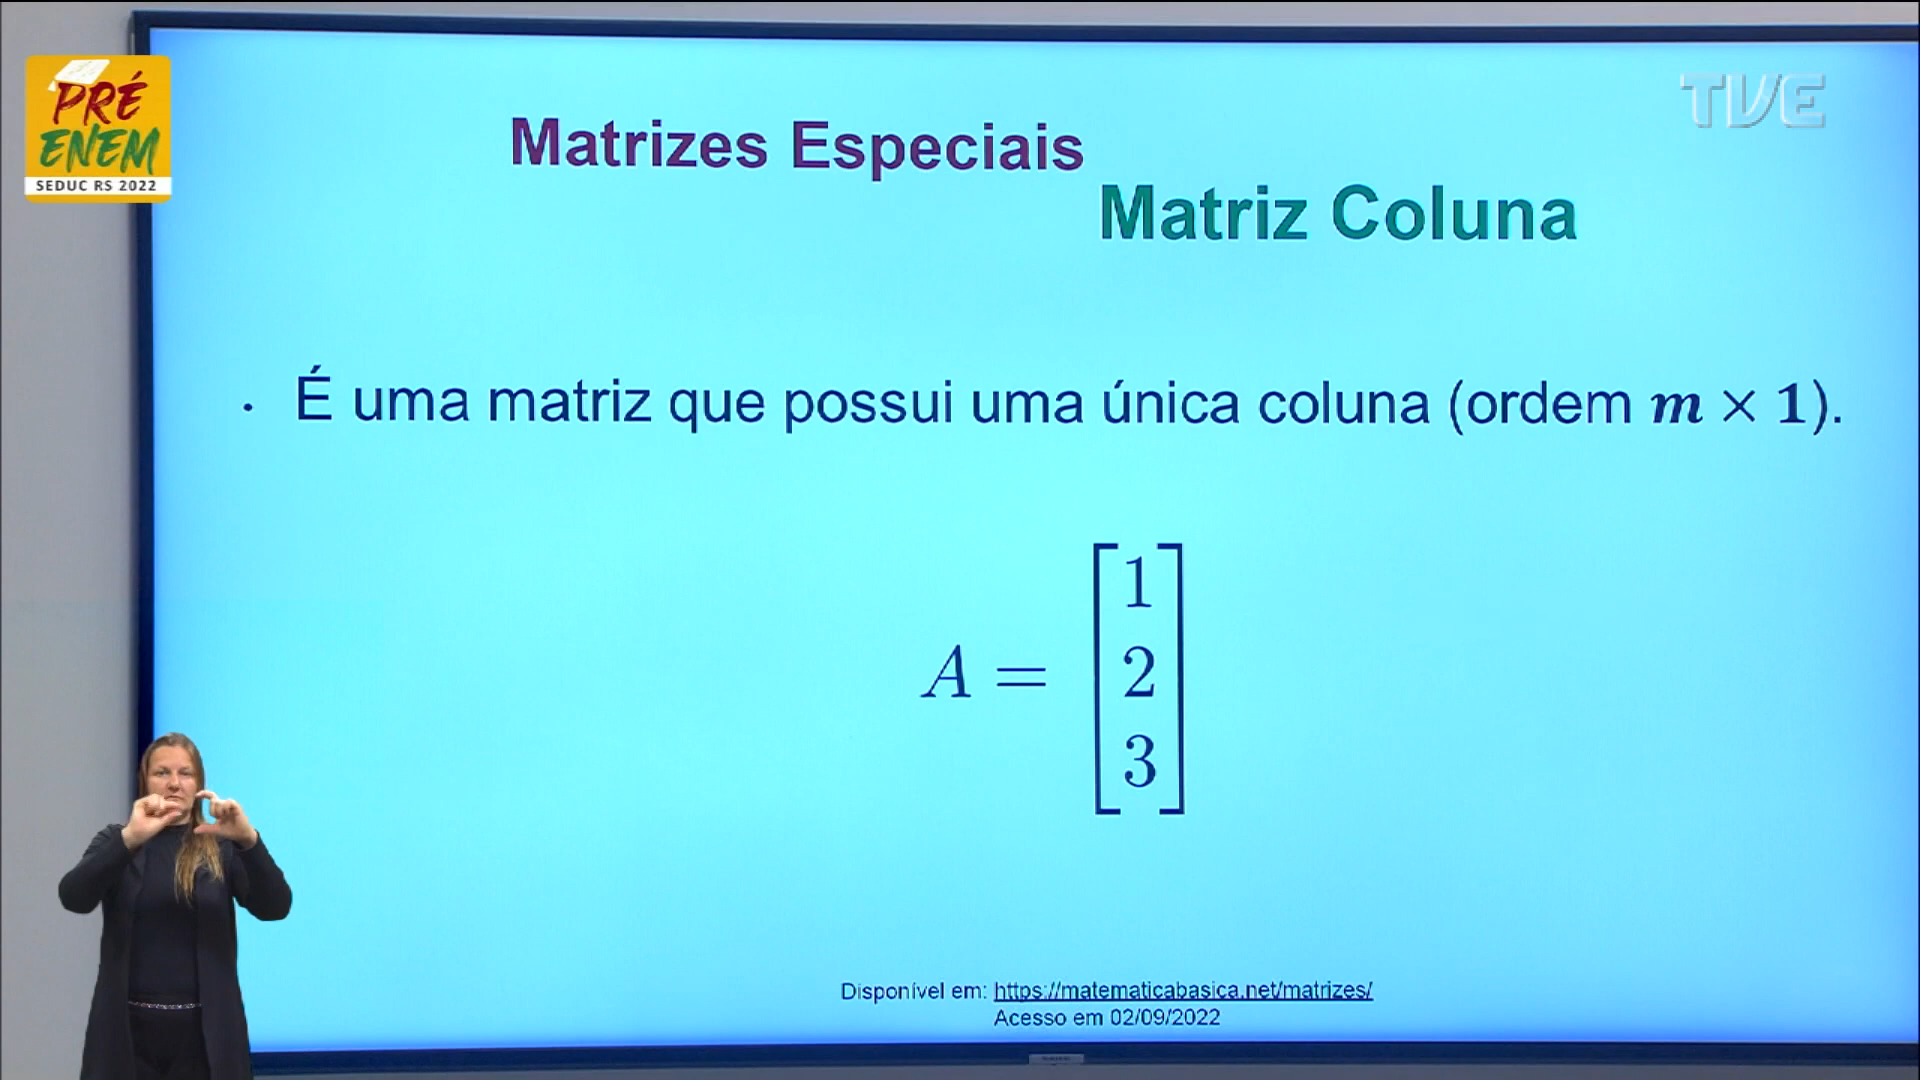 PRÉ
ENEM
SEDUC RS 2022
TVE
Matrizes Especiais
Matriz Coluna
· É uma matriz que possui uma única coluna (ordem m × 1).
A = [1
2
3]
Disponível em: https://matematicabasica.net/matrizes/
Acesso em 02/09/2022